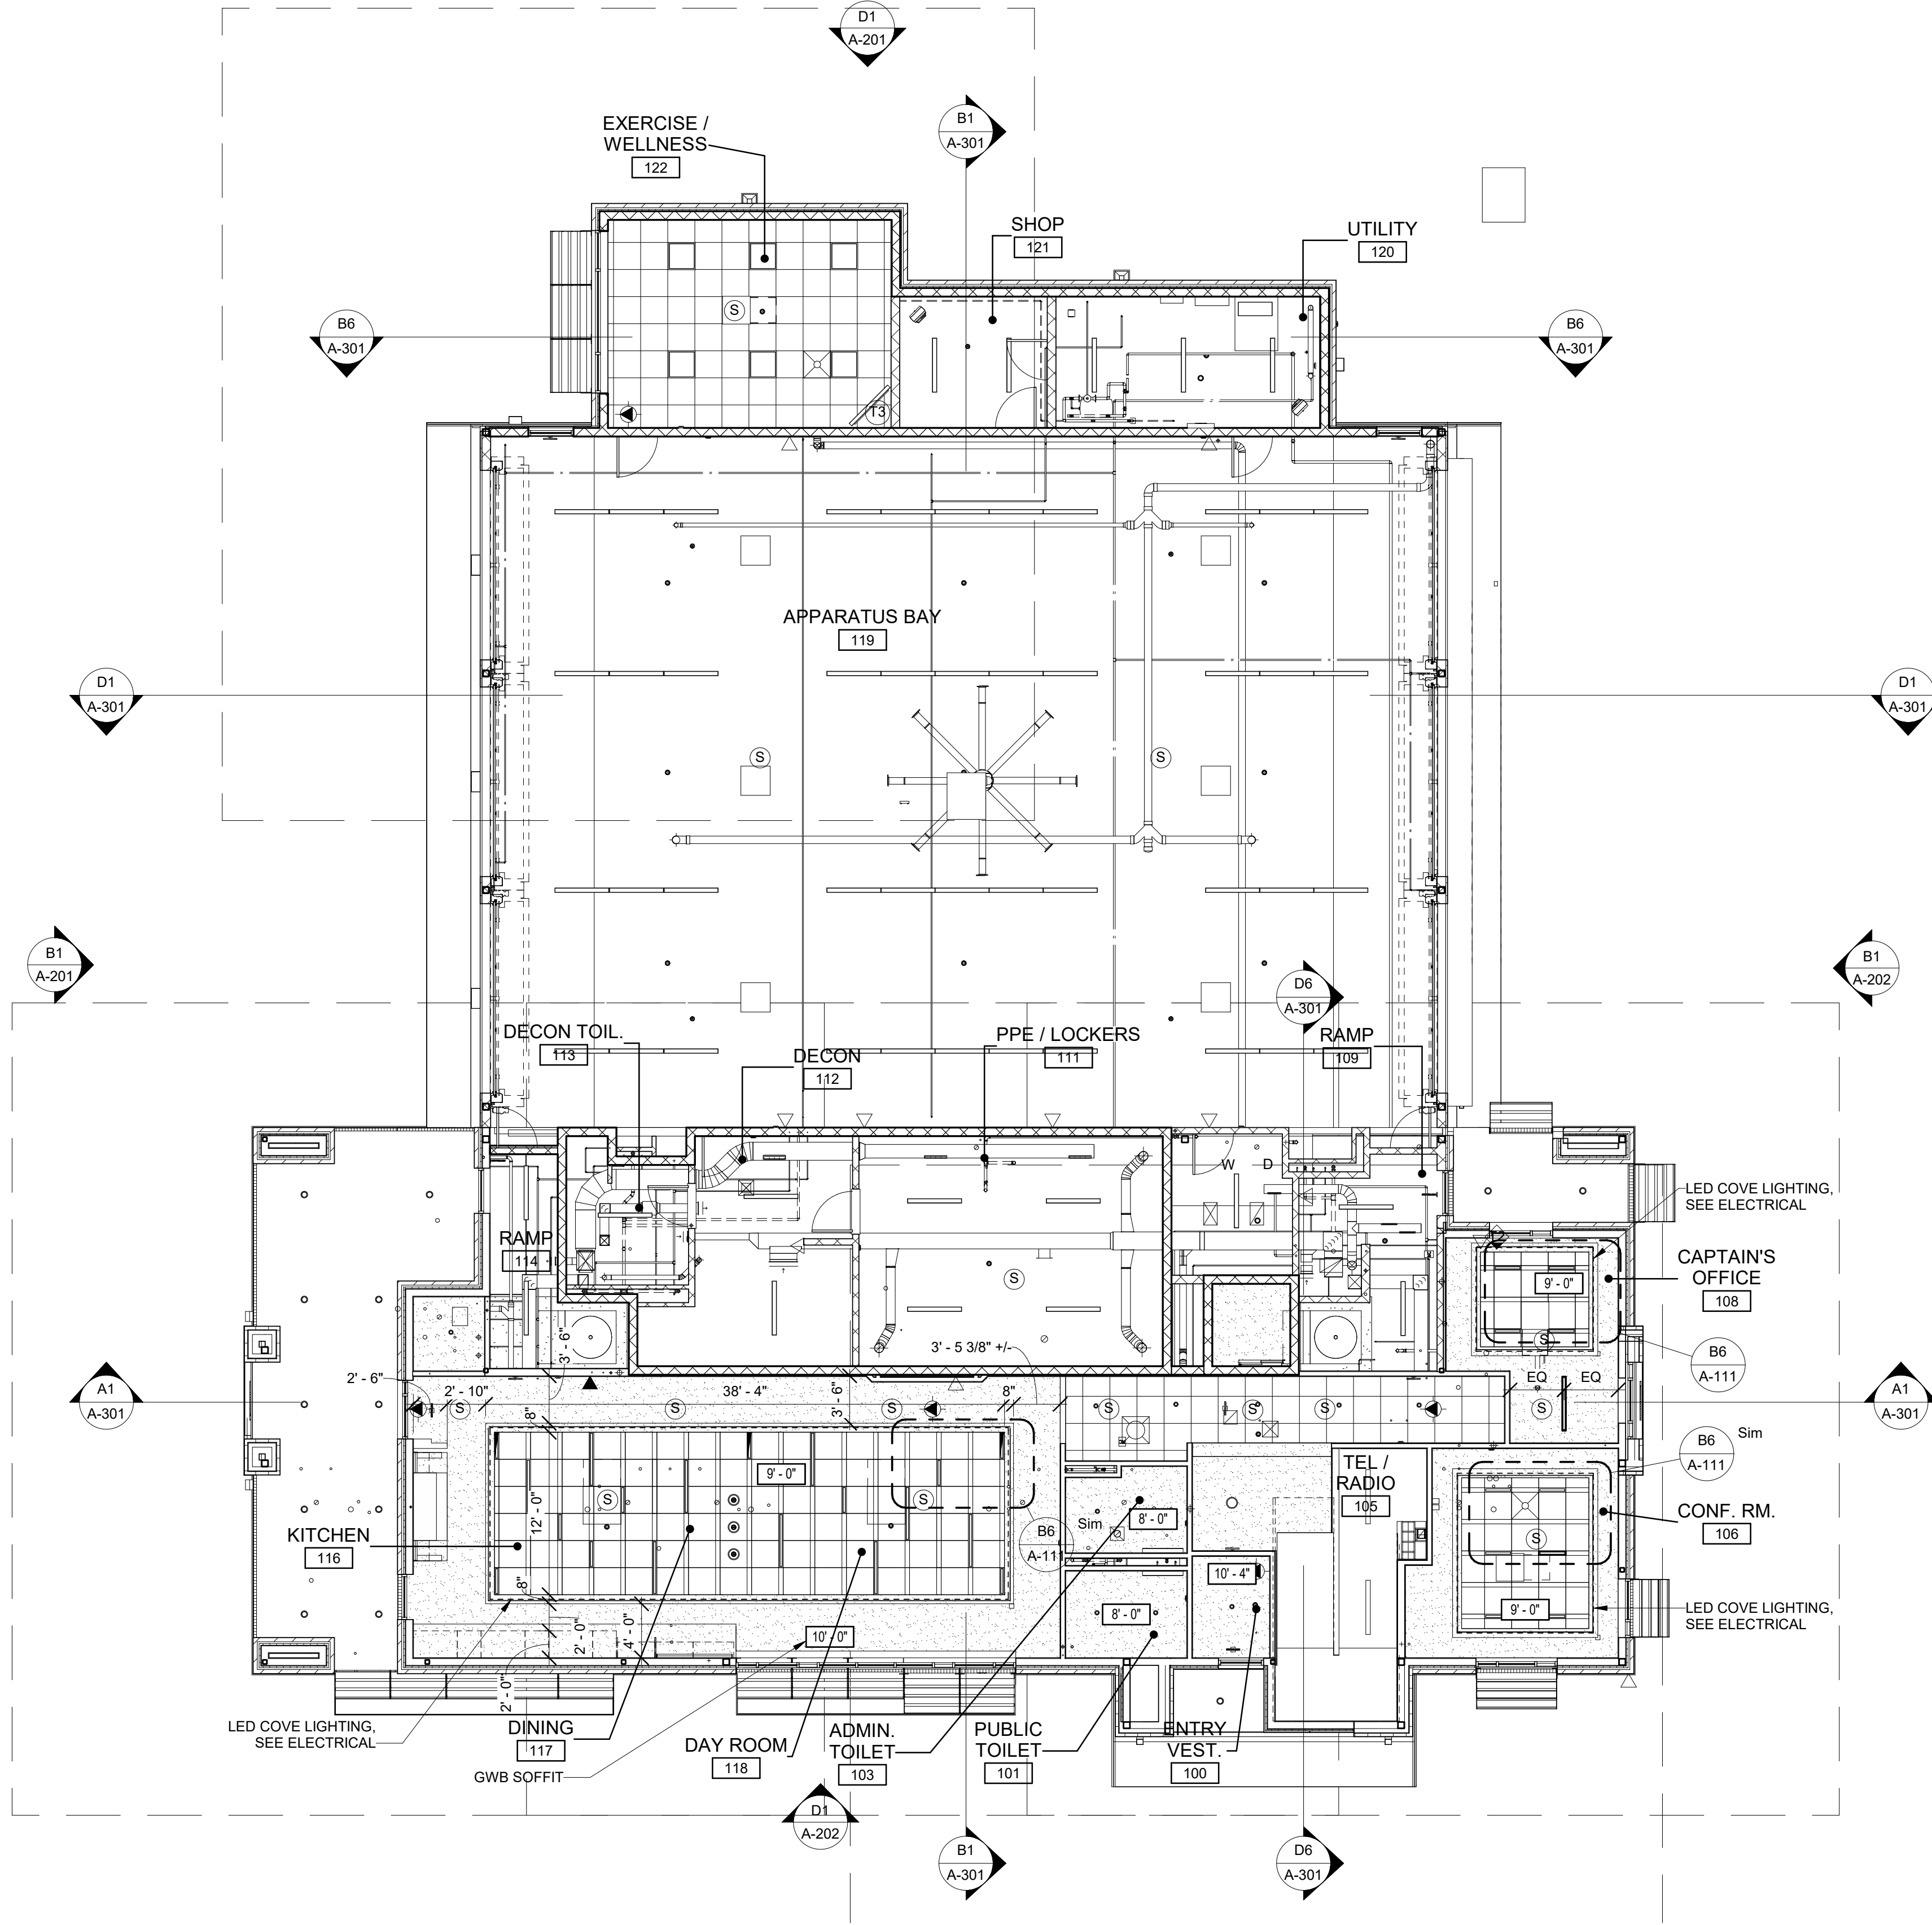 D1
A-201
B1
A-301
EXERCISE /
WELLNESS
122
SHOP
121
UTILITY
120
S
B6
A-301
B6
A-301
T3
APPARATUS BAY
119
D1
A-301
D1
A-301
S
S
B1
A-201
B1
A-202
D6
A-301
DECON TOIL.
113
DECON
112
PPE / LOCKERS
111
RAMP
109
W
D
LED COVE LIGHTING,
SEE ELECTRICAL
RAMP
114
S
CAPTAIN'S
OFFICE
108
9' - 0"
S
3' - 6"
3' - 5 3/8" +/-
B6
A-111
A1
A-301
2' - 6"
2' - 10"
38' - 4"
3' - 6"
8"
EQ
EQ
A1
A-301
S
S
S
S
S
S
S
8"
B6
A-111
Sim
9' - 0"
TEL /
RADIO
105
S
S
12' - 0"
KITCHEN
116
B6
A-111
Sim
8' - 0"
CONF. RM.
106
S
10' - 4"
8"
8' - 0"
9' - 0"
LED COVE LIGHTING,
SEE ELECTRICAL
2' - 0"
4' - 0"
10' - 0"
2' - 0"
LED COVE LIGHTING,
SEE ELECTRICAL
DINING
117
GWB SOFFIT
DAY ROOM
118
ADMIN.
TOILET
103
PUBLIC
TOILET
101
ENTRY
VEST.
100
D1
A-202
B1
A-301
D6
A-301